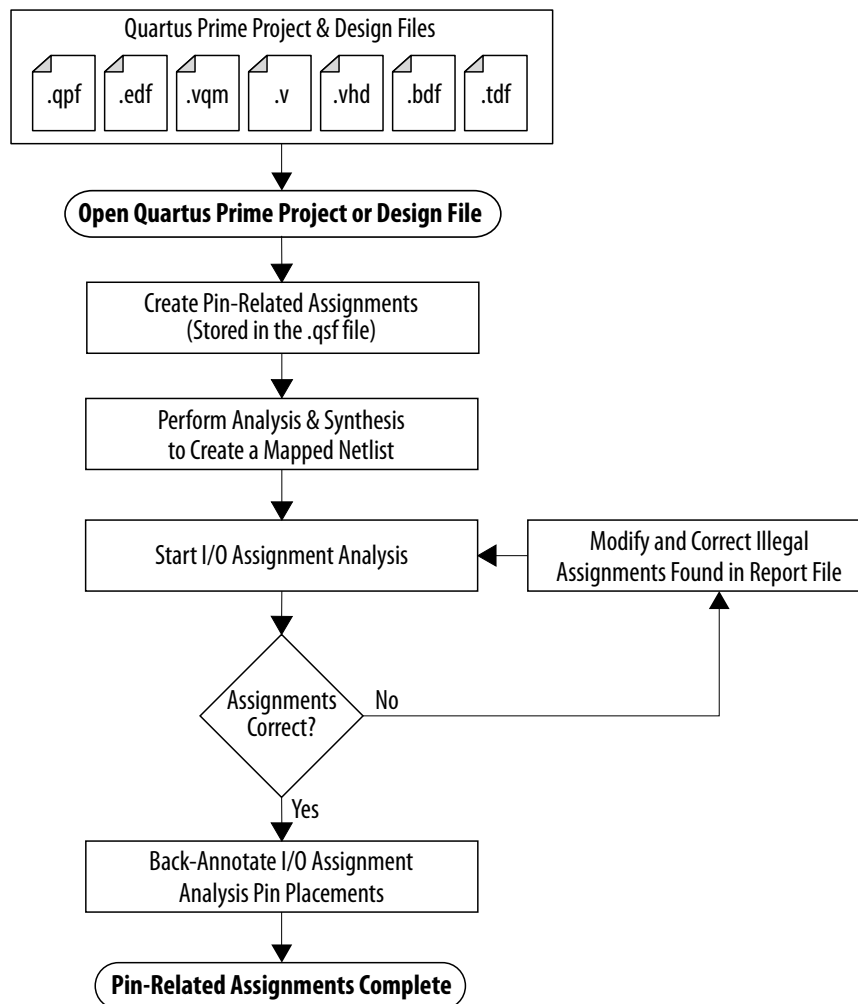 Quartus Prime Project & Design Files
.qpf .edf .vqm .v .vhd .bdf .tdf
Open Quartus Prime Project or Design File
Create Pin-Related Assignments
(Stored in the .qsf file)
Perform Analysis & Synthesis
to Create a Mapped Netlist
Start I/O Assignment Analysis
Modify and Correct Illegal
Assignments Found in Report File
Assignments
Correct?
No
Yes
Back-Annotate I/O Assignment
Analysis Pin Placements
Pin-Related Assignments Complete